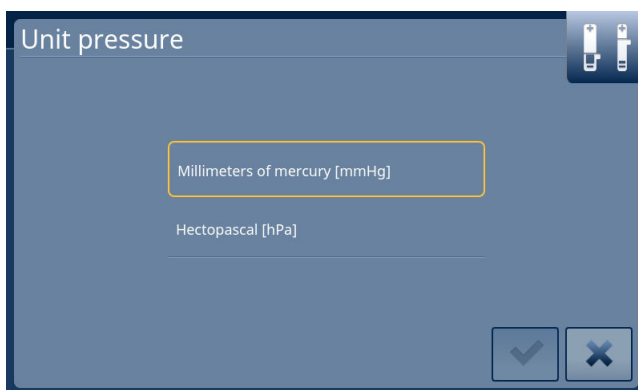 Unit pressure
Millimeters of mercury [mmHg]
Hectopascal [hPa]